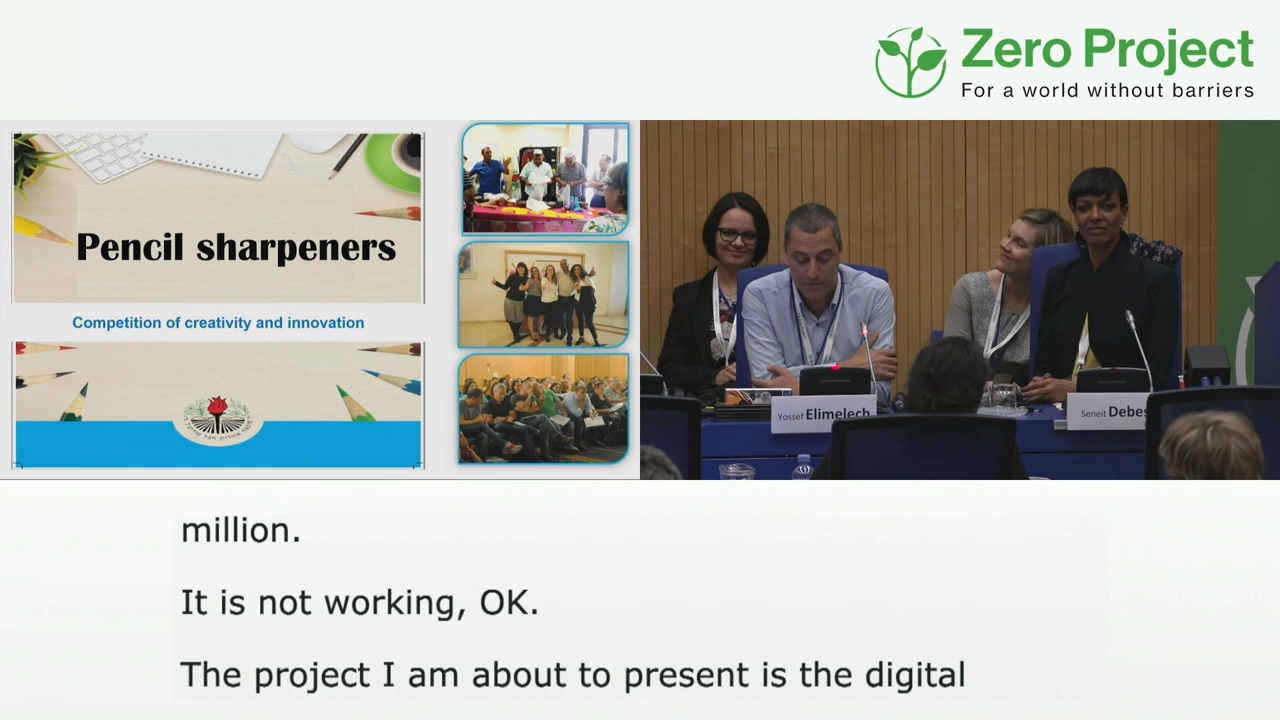 Zero Project
For a world without barriers
Pencil sharpeners
Competition of creativity and innovation
Yossef Elimelech
Seneit Debes
million.
It is not working, OK.
The project I am about to present is the digital